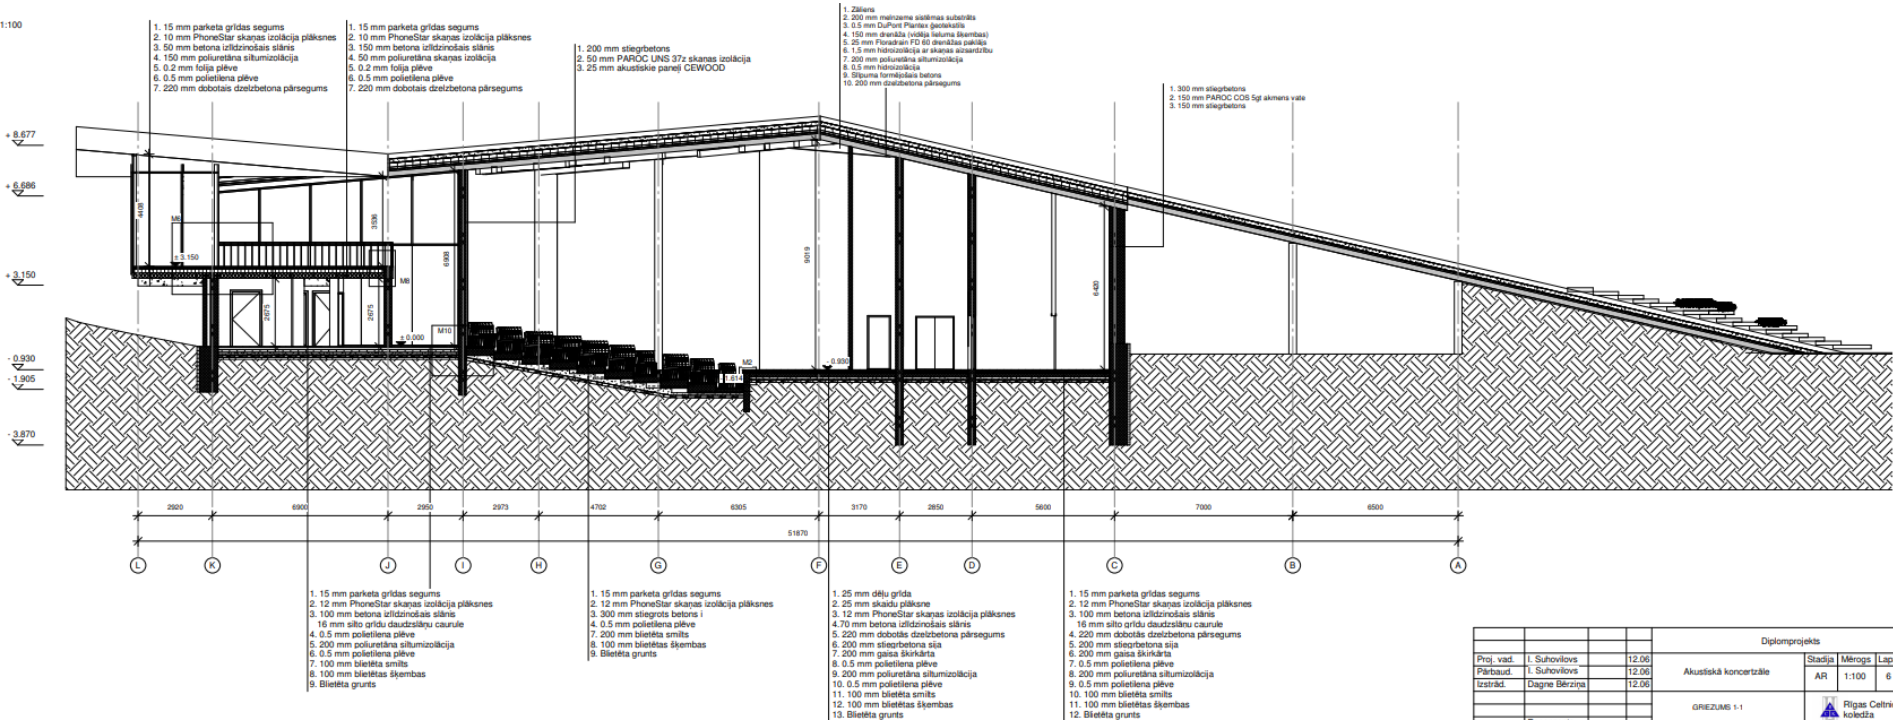 1:100
1. 15 mm parketa grīdas segums
2. 10 mm PhoneStar skaņas izolācija plāksnes
3. 50 mm betona izlīdzinošais slānis
4. 150 mm poliuretāna siltumizolācija
5. 0.2 mm folija plēve
6. 0.5 mm polietilena plēve
7. 220 mm dobotais dzelzbetona pārsegums
1. 15 mm parketa grīdas segums
2. 10 mm PhoneStar skaņas izolācija plāksnes
3. 150 mm betona izlīdzinošais slānis
4. 50 mm poliuretāna skaņas izolācija
5. 0.2 mm folija plēve
6. 0.5 mm polietilena plēve
7. 220 mm dobotais dzelzbetona pārsegums
1. 200 mm stiegrbetons
2. 50 mm PAROC UNS 37z skaņas izolācija
3. 25 mm akustiskie paneļi CEWOOD
1. Zāliens
2. 200 mm melnzeme sistēmas substrāts
3. 0.5 mm DuPont Plantex ģeotekstils
4. 150 mm drenāža (vidēja lieluma šķembas)
5. 25 mm Floradrain FD 60 drenāžas paklājs
6. 1,5 mm hidroizolācija ar skaņas aizsardzību
7. 200 mm poliuretāna siltumizolācija
8. 0,5 mm hidroizolācija
9. Slīpuma formējošais betons
10. 200 mm dzelzbetona pārsegums
1. 300 mm stiegrbetons
2. 150 mm PAROC COS 5gt akmens vate
3. 150 mm stiegrbetons
+ 8.677
+ 6.686
+ 3.150
- 0.930
- 1.905
- 3.870
4408
M6
± 3.150
3536
6908
M8
2675
2675
± 0.000
M10
9019
6420
M2
1.614
- 0.930
2920
6900
2950
2973
4702
6305
3170
2850
5600
7000
6500
51870
L
K
J
I
H
G
F
E
D
C
B
A
1. 15 mm parketa grīdas segums
2. 12 mm PhoneStar skaņas izolācija plāksnes
3. 100 mm betona izlīdzinošais slānis
16 mm silto grīdu daudzslāņu caurule
4. 0.5 mm polietilena plēve
5. 200 mm poliuretāna siltumizolācija
6. 0.5 mm polietilena plēve
7. 100 mm blietēta smilts
8. 100 mm blietētas šķembas
9. Blietēta grunts
1. 15 mm parketa grīdas segums
2. 12 mm PhoneStar skaņas izolācija plāksnes
3. 300 mm stiegrots betons i
4. 0.5 mm polietilena plēve
7. 200 mm blietēta smilts
8. 100 mm blietētas šķembas
9. Blietēta grunts
1. 25 mm dēļu grīda
2. 25 mm skaidu plāksne
3. 12 mm PhoneStar skaņas izolācija plāksnes
4.70 mm betona izlīdzinošais slānis
5. 220 mm dobotās dzelzbetona pārsegums
6. 200 mm stiegrbetona sija
7. 200 mm gaisa šķirkārta
8. 0.5 mm polietilena plēve
9. 200 mm poliuretāna siltumizolācija
10. 0.5 mm polietilena plēve
11. 100 mm blietēta smilts
12. 100 mm blietētas šķembas
13. Blietēta grunts
1. 15 mm parketa grīdas segums
2. 12 mm PhoneStar skaņas izolācija plāksnes
3. 100 mm betona izlīdzinošais slānis
16 mm silto grīdu daudzslāņu caurule
4. 220 mm dobotās dzelzbetona pārsegums
5. 200 mm stiegrbetona sija
6. 200 mm gaisa šķirkārta
7. 0.5 mm polietilena plēve
8. 200 mm poliuretāna siltumizolācija
9. 0.5 mm polietilena plēve
10. 100 mm blietēta smilts
11. 100 mm blietētas šķembas
12. Blietēta grunts
Diplomprojekts
Proj. vad. I. Suhovilovs 12.06
Pārbaud. I. Suhovilovs 12.06
Izstrād. Dagne Bērziņa 12.06
Akustiskā koncertzāle
Stadija Mērogs Lap
AR 1:100 6
GRIEZUMS 1-1
Rīgas Celtni
koledža